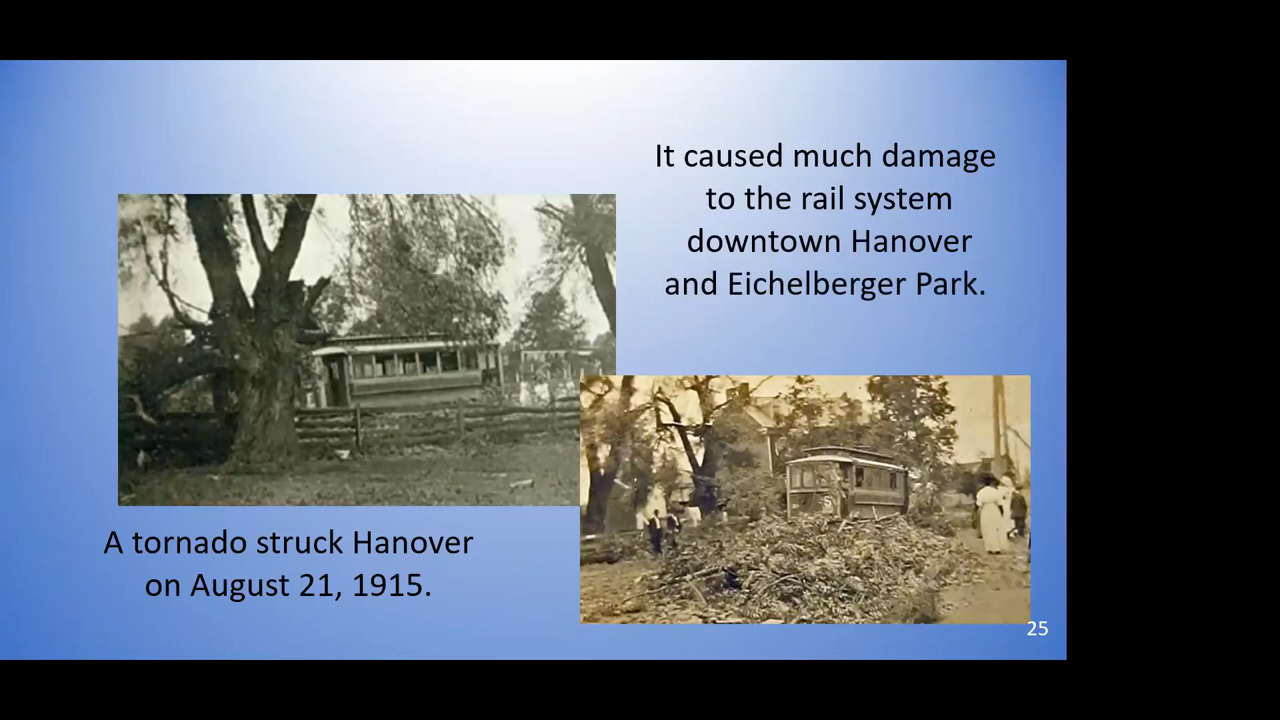 It caused much damage
to the rail system
downtown Hanover
and Eichelberger Park.
A tornado struck Hanover
on August 21, 1915.
25